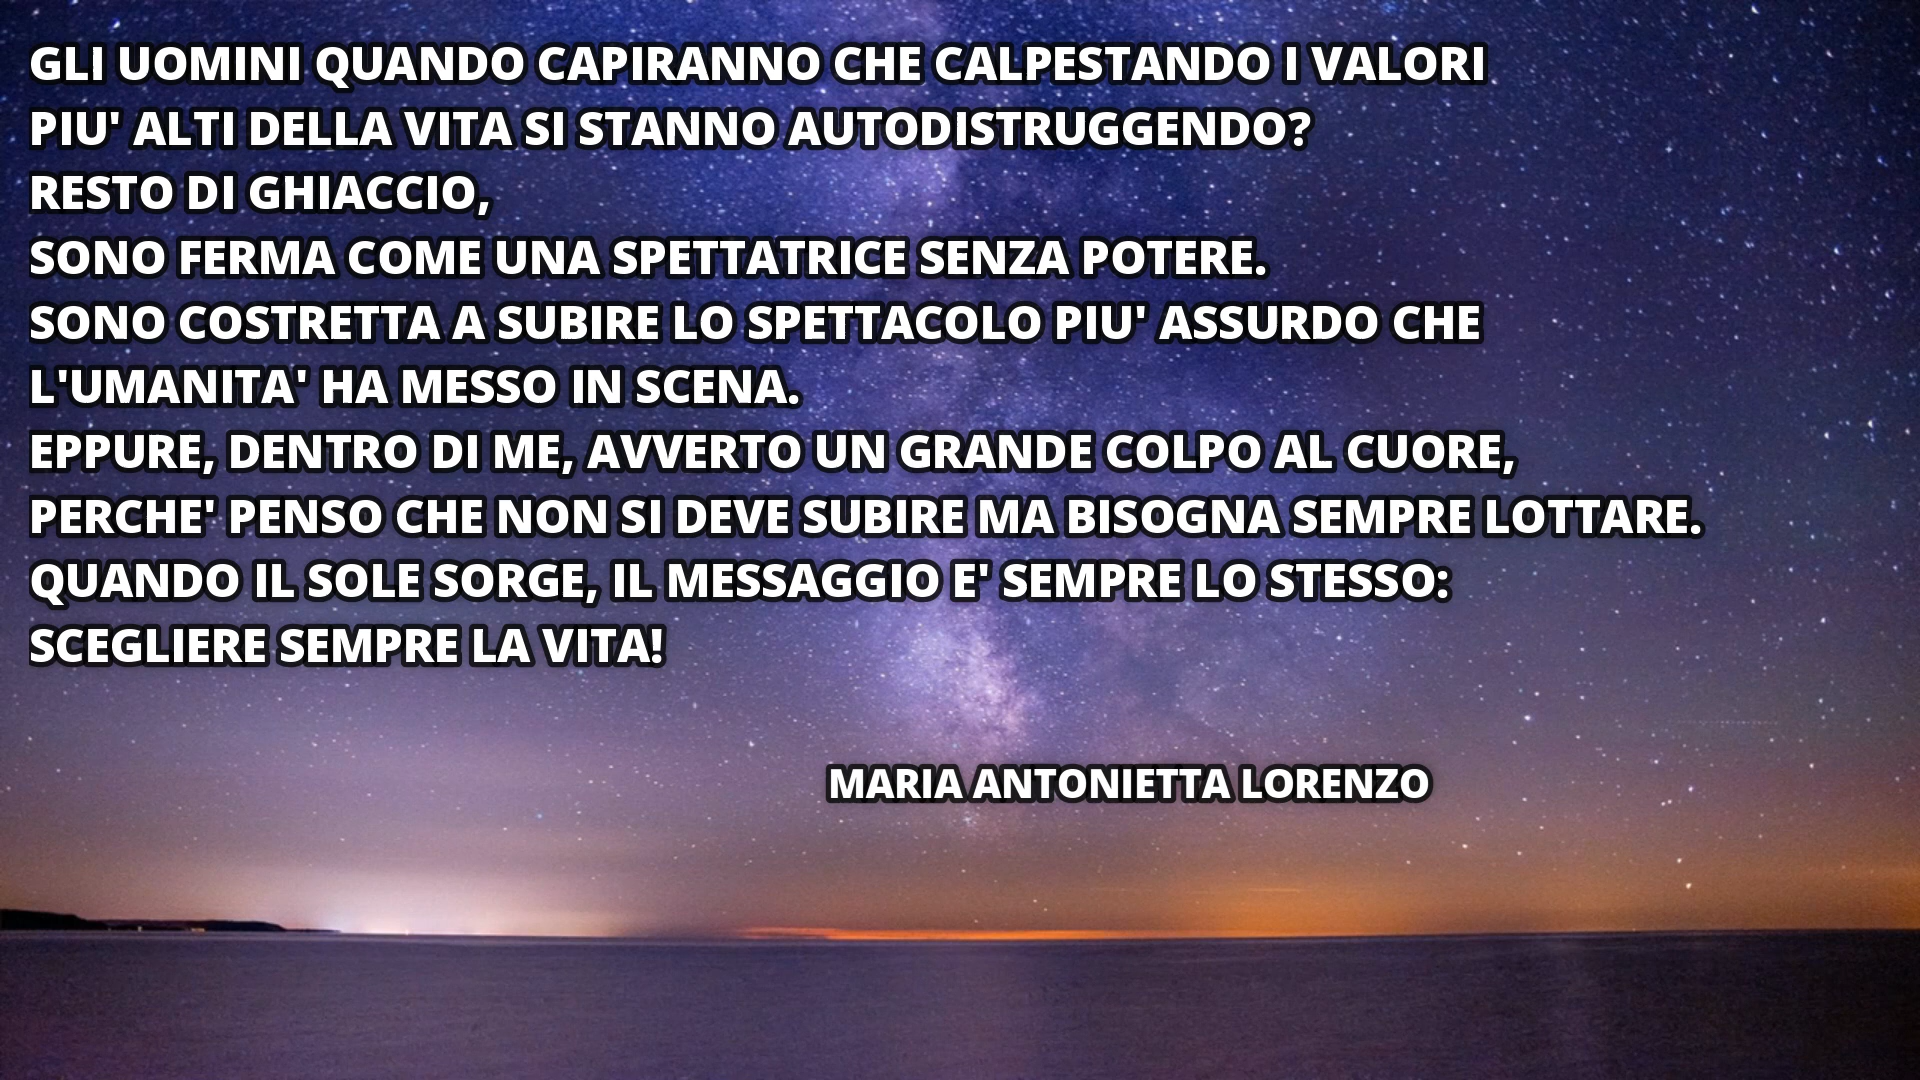 GLI UOMINI QUANDO CAPIRANNO CHE CALPESTANDO I VALORI
PIU' ALTI DELLA VITA SI STANNO AUTODISTRUGGENDO?
RESTO DI GHIACCIO,
SONO FERMA COME UNA SPETTATRICE SENZA POTERE.
SONO COSTRETTA A SUBIRE LO SPETTACOLO PIU' ASSURDO CHE
L'UMANITA' HA MESSO IN SCENA.
EPPURE, DENTRO DI ME, AVVERTO UN GRANDE COLPO AL CUORE,
PERCHE' PENSO CHE NON SI DEVE SUBIRE MA BISOGNA SEMPRE LOTTARE.
QUANDO IL SOLE SORGE, IL MESSAGGIO E' SEMPRE LO STESSO:
SCEGLIERE SEMPRE LA VITA!
MARIA ANTONIETTA LORENZO